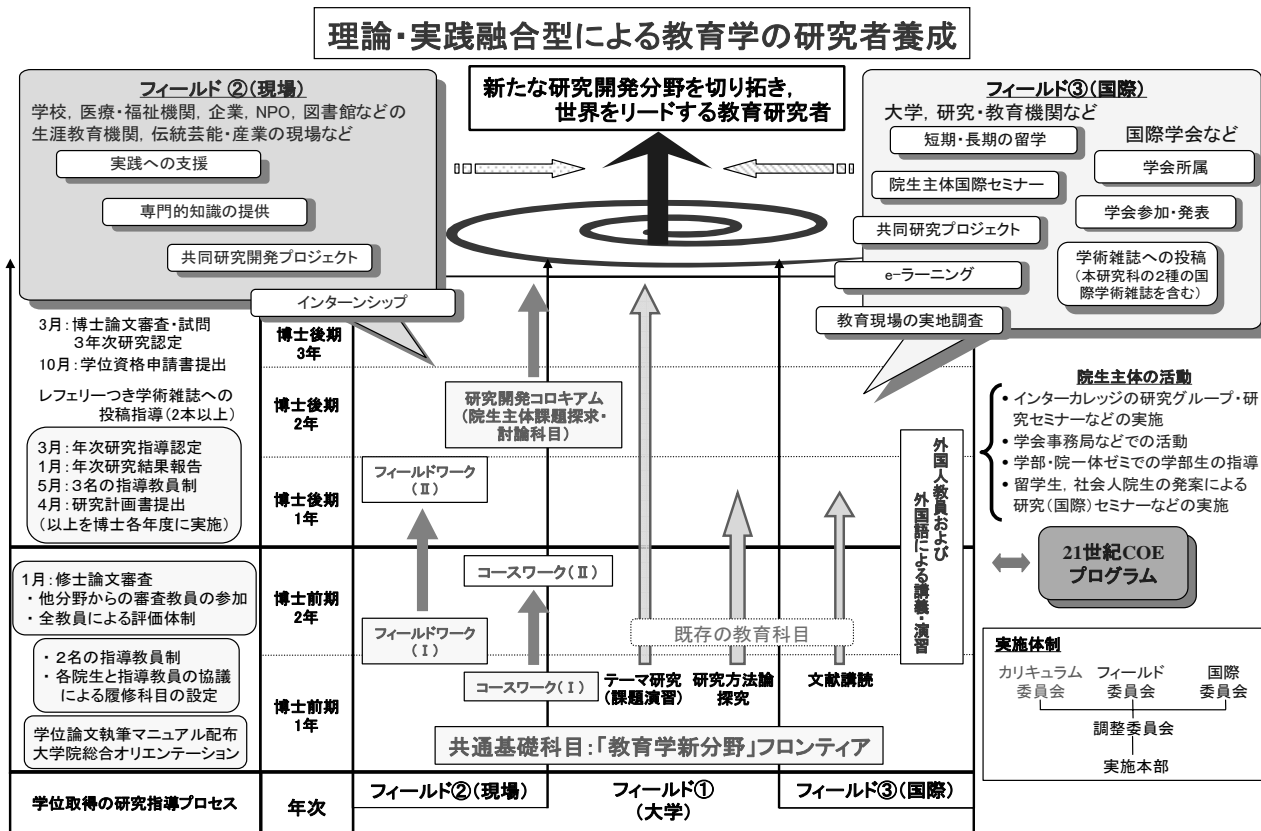 理論・実践融合型による教育学の研究者養成
フィールド ②(現場)
学校, 医療・福祉機関, 企業, NPO, 図書館などの
生涯教育機関, 伝統芸能・産業の現場など
実践への支援
専門的知識の提供
共同研究開発プロジェクト
インターンシップ
新たな研究開発分野を切り拓き,
世界をリードする教育研究者
フィールド③(国際)
大学, 研究・教育機関など
短期・長期の留学
院生主体国際セミナー
共同研究プロジェクト
e-ラーニング
教育現場の実地調査
国際学会など
学会所属
学会参加・発表
学術雑誌への投稿
(本研究科の2種の国
際学術雑誌を含む)
3月:博士論文審査・試問
3年次研究認定
10月:学位資格申請書提出
レフェリーつき学術雑誌への
投稿指導(2本以上)
3月:年次研究指導認定
1月:年次研究結果報告
5月:3名の指導教員制
4月:研究計画書提出
(以上を博士各年度に実施)
1月:修士論文審査
・他分野からの審査教員の参加
・全教員による評価体制
・2名の指導教員制
・各院生と指導教員の協議
による履修科目の設定
学位論文執筆マニュアル配布
大学院総合オリエンテーション
学位取得の研究指導プロセス
博士後期
3年
博士後期
2年
博士後期
1年
博士前期
2年
博士前期
1年
年次
研究開発コロキアム
(院生主体課題探求・
討論科目)
フィールドワーク
(Ⅱ)
コースワーク(Ⅱ)
フィールドワーク
(Ⅰ)
コースワーク(Ⅰ)
既存の教育科目
テーマ研究
(課題演習)
研究方法論
探究
文献講読
共通基礎科目:「教育学新分野」フロンティア
フィールド②(現場)
フィールド①
(大学)
フィールド③(国際)
外国人教員および
外国語による講義・演習
院生主体の活動
• インターカレッジの研究グループ・研
究セミナーなどの実施
• 学会事務局などでの活動
• 学部・院一体ゼミでの学部生の指導
• 留学生, 社会人院生の発案による
研究(国際)セミナーなどの実施
21世紀COE
プログラム
実施体制
カリキュラム
委員会
フィールド
委員会
国際
委員会
調整委員会
実施本部